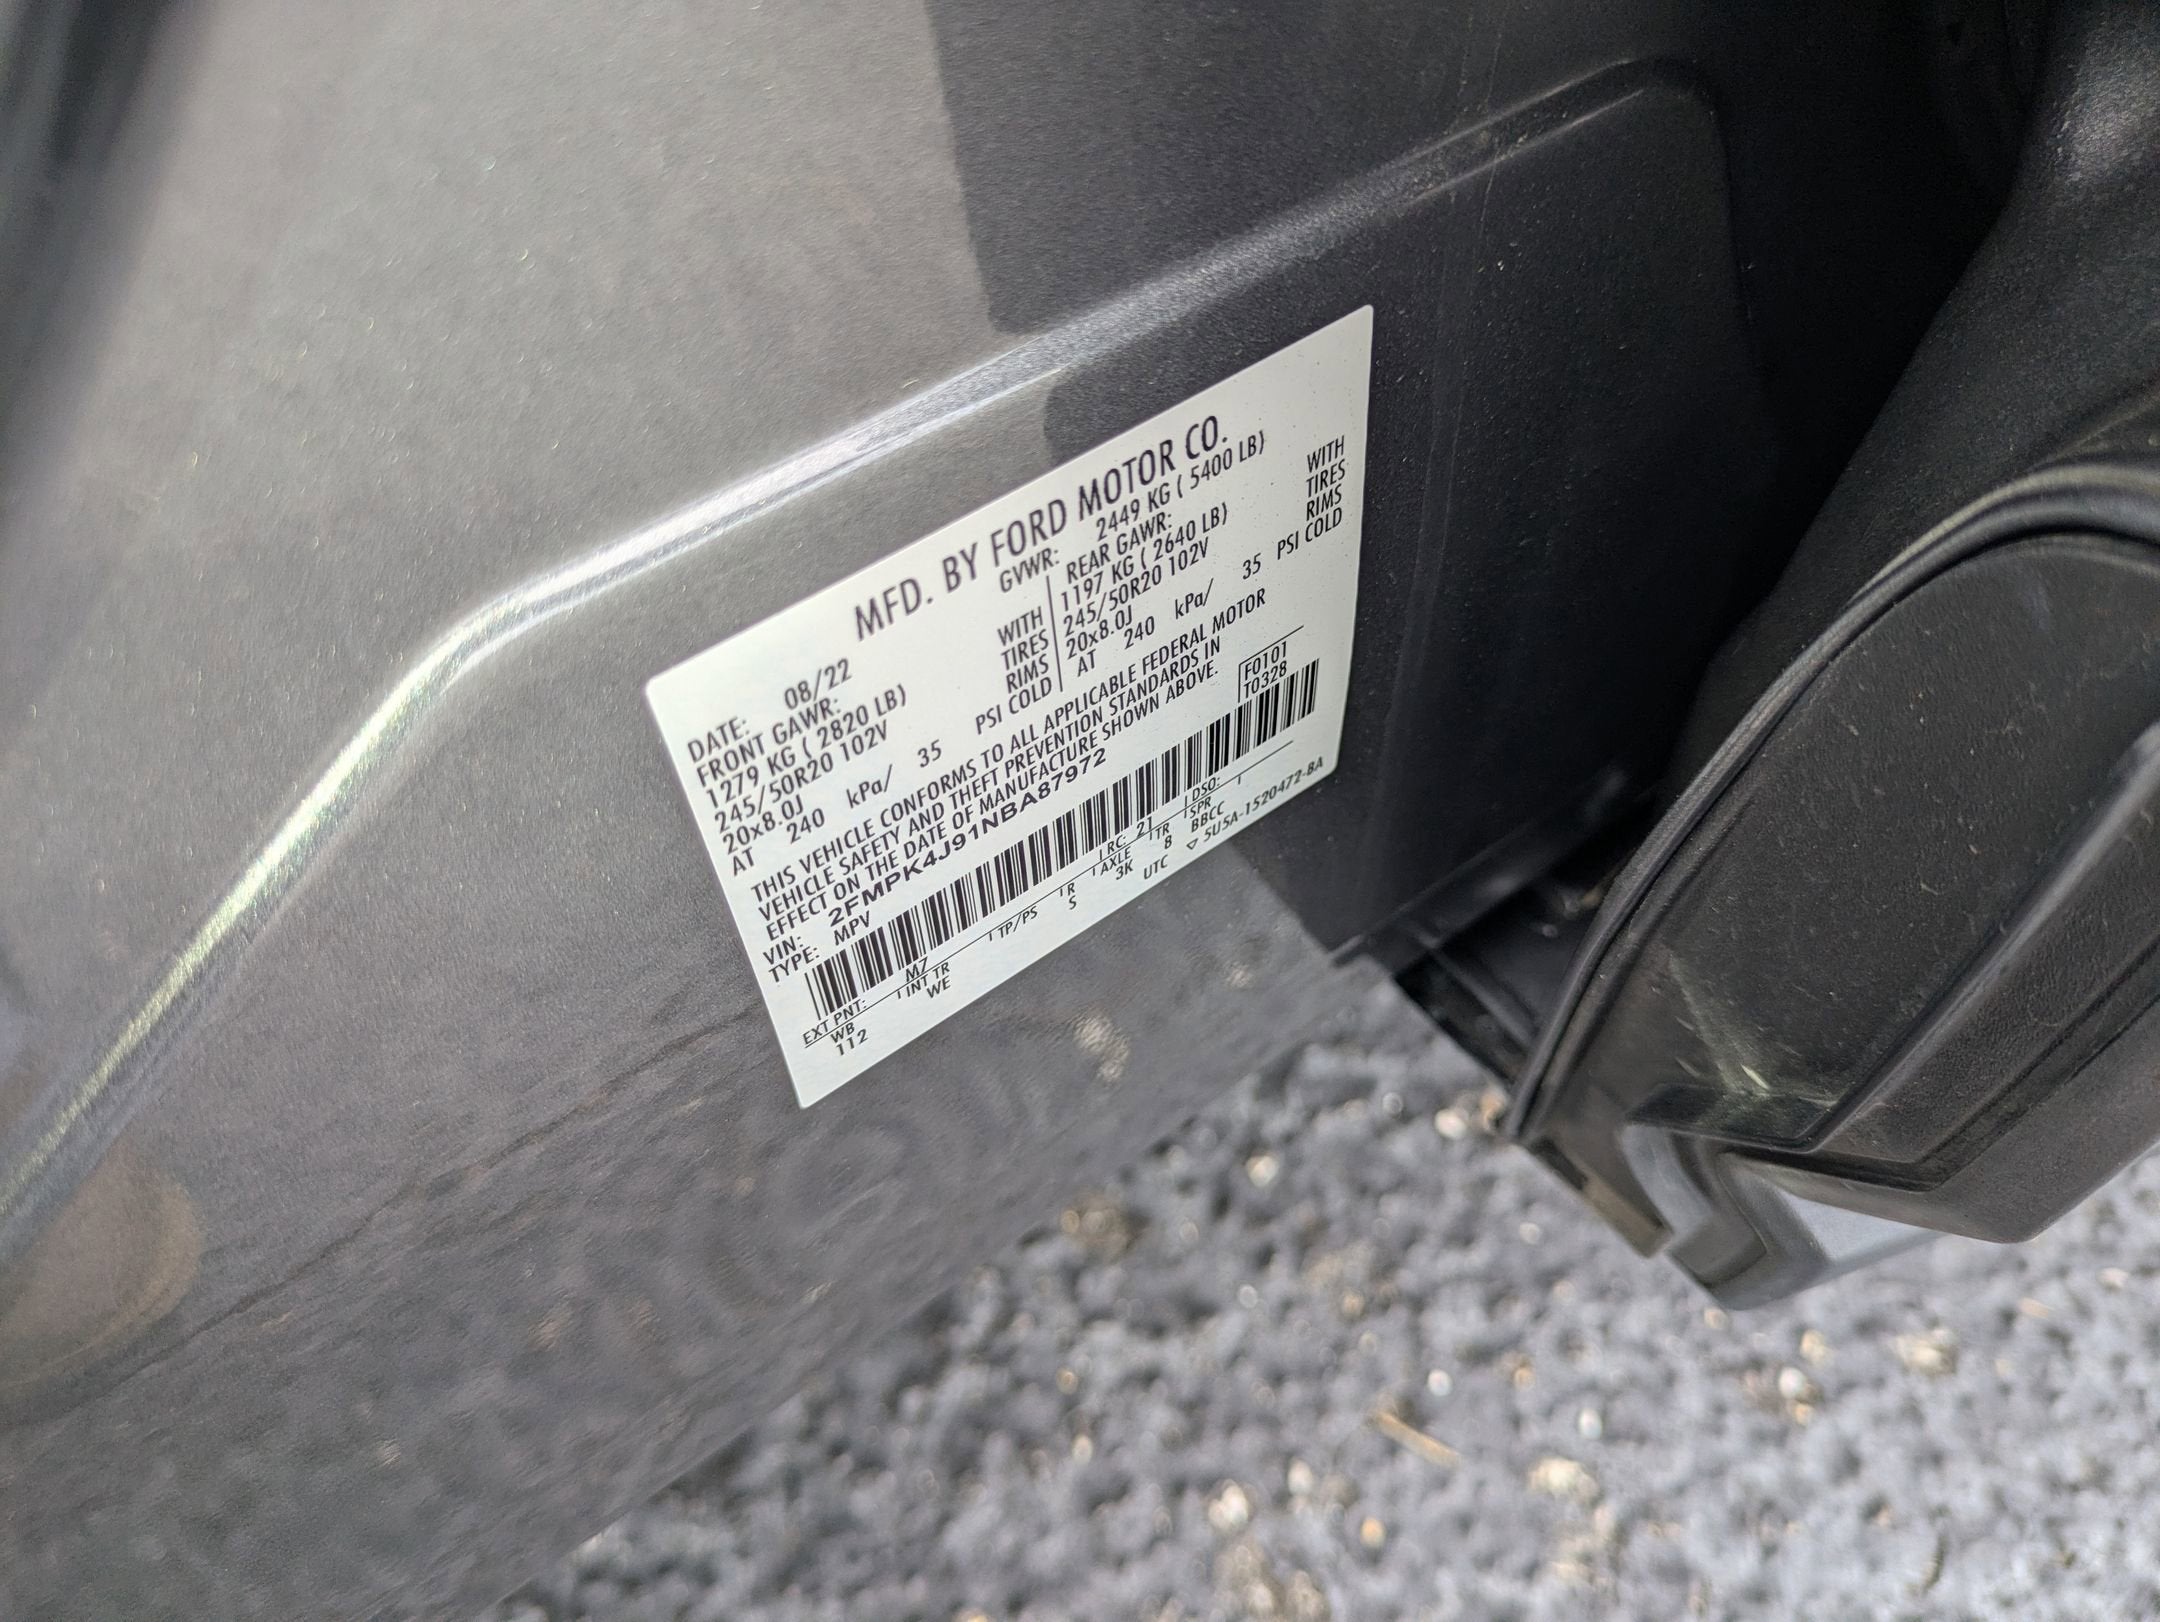 MFD. BY FORD MOTOR CO.
DATE: 08/22 GVWR: 2449 KG ( 5400 LB)
FRONT GAWR: REAR GAWR:
1279 KG ( 2820 LB) WITH 1197 KG ( 2640 LB) WITH
245/50R20 102V TIRES 245/50R20 102V TIRES
20x8.0J RIMS 20x8.0J RIMS
AT 240 kPa/ 35 PSI COLD AT 240 kPa/ 35 PSI COLD
THIS VEHICLE CONFORMS TO ALL APPLICABLE FEDERAL MOTOR
VEHICLE SAFETY AND THEFT PREVENTION STANDARDS IN
EFFECT ON THE DATE OF MANUFACTURE SHOWN ABOVE.
VIN: 2FMPK4J91NBA87972 F0101
TYPE: MPV T0328
EXT PNT: M7 RC: 21 DSO:
WB INT TR TP/PS R AXLE TR SPR
112 WE S 3K 8 BBCC
UTC ▽ 5U5A-1520472-BA